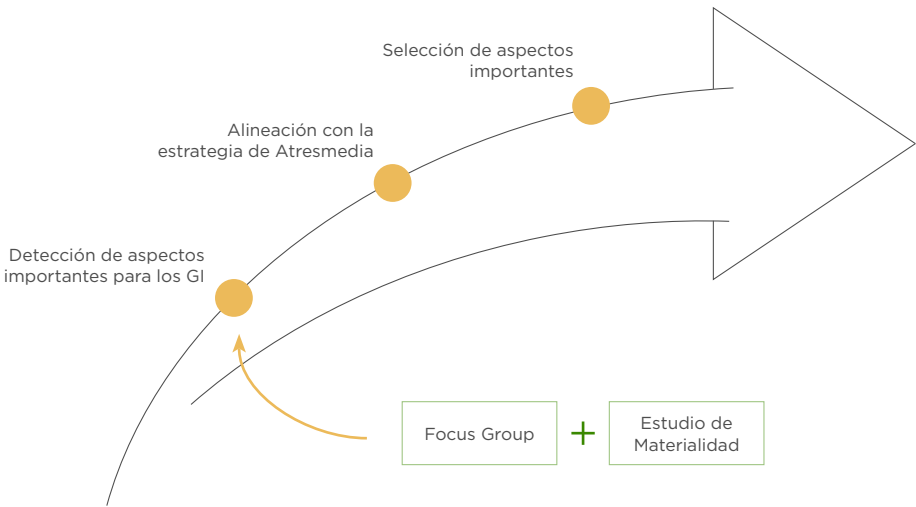 Selección de aspectos
importantes
Alineación con la
estrategia de Atresmedia
Detección de aspectos
importantes para los GI
Focus Group
+
Estudio de
Materialidad